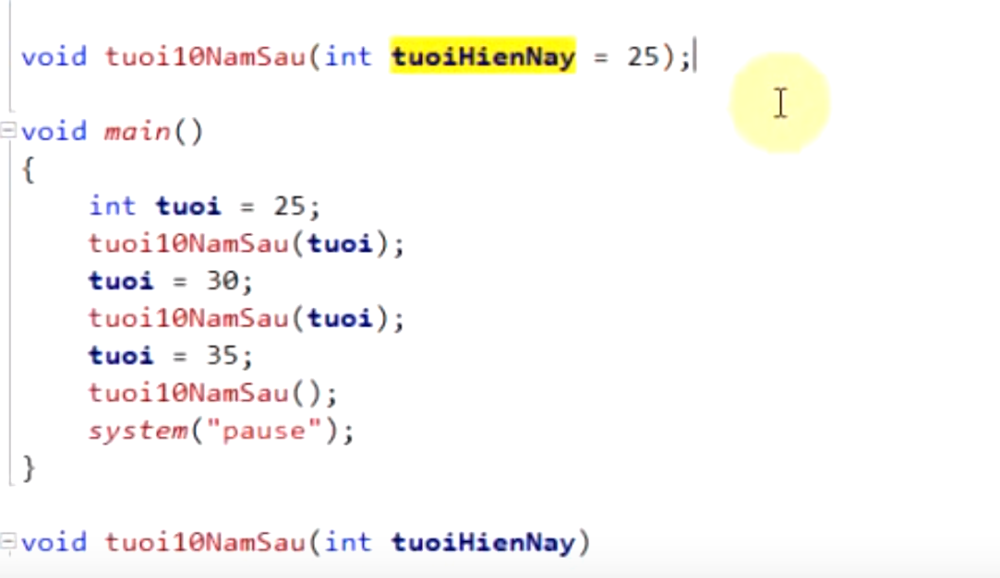 void tuoi10NamSau(int tuoiHienNay = 25);
void main()
{
int tuoi = 25;
tuoi10NamSau(tuoi);
tuoi = 30;
tuoi10NamSau(tuoi);
tuoi = 35;
tuoi10NamSau();
system("pause");
}
void tuoi10NamSau(int tuoiHienNay)